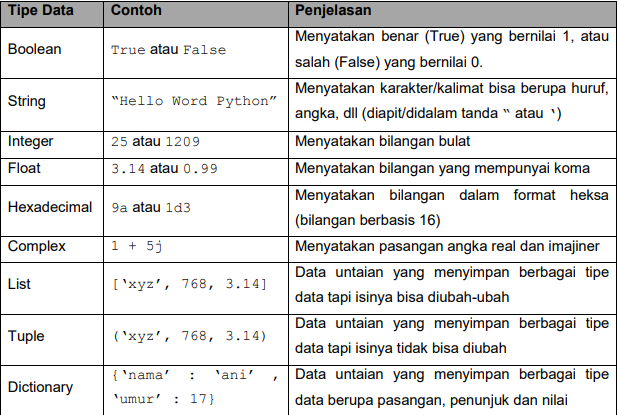 Tipe Data Contoh Penjelasan
Boolean True atau False Menyatakan benar (True) yang bernilai 1, atau
salah (False) yang bernilai 0.
String “Hello Word Python” Menyatakan karakter/kalimat bisa berupa huruf,
angka, dll (diapit/didalam tanda “ atau ‘)
Integer 25 atau 1209 Menyatakan bilangan bulat
Float 3.14 atau 0.99 Menyatakan bilangan yang mempunyai koma
Hexadecimal 9a atau 1d3 Menyatakan bilangan dalam format heksa
(bilangan berbasis 16)
Complex 1 + 5j Menyatakan pasangan angka real dan imajiner
List [‘xyz’, 768, 3.14] Data untaian yang menyimpan berbagai tipe
data tapi isinya bisa diubah-ubah
Tuple (‘xyz’, 768, 3.14) Data untaian yang menyimpan berbagai tipe
data tapi isinya tidak bisa diubah
Dictionary {‘nama’ : ‘ani’ , Data untaian yang menyimpan berbagai tipe
‘umur’ : 17} data berupa pasangan, penunjuk dan nilai